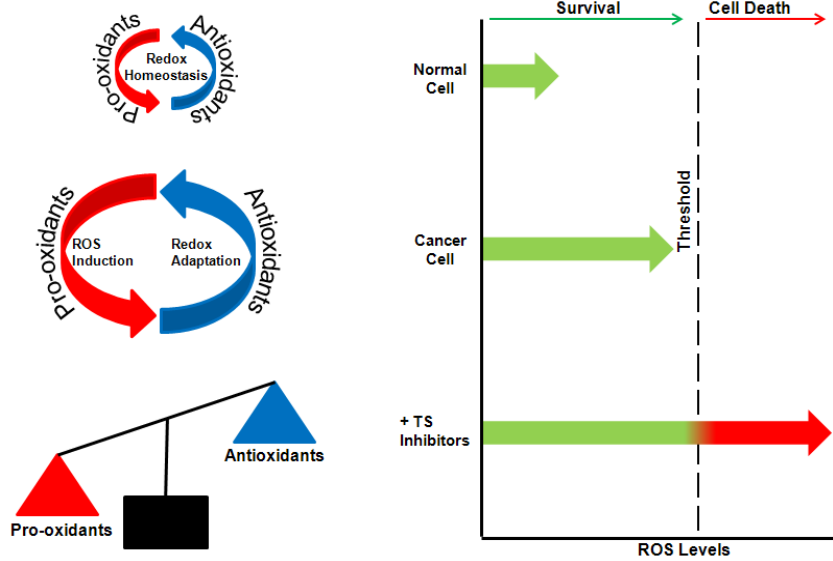 Pro-oxidants
Antioxidants
Redox
Homeostasis
Pro-oxidants
Antioxidants
ROS
Induction
Redox
Adaptation
Antioxidants
Pro-oxidants
Survival
Cell Death
Normal
Cell
Threshold
Cancer
Cell
+ TS
Inhibitors
ROS Levels